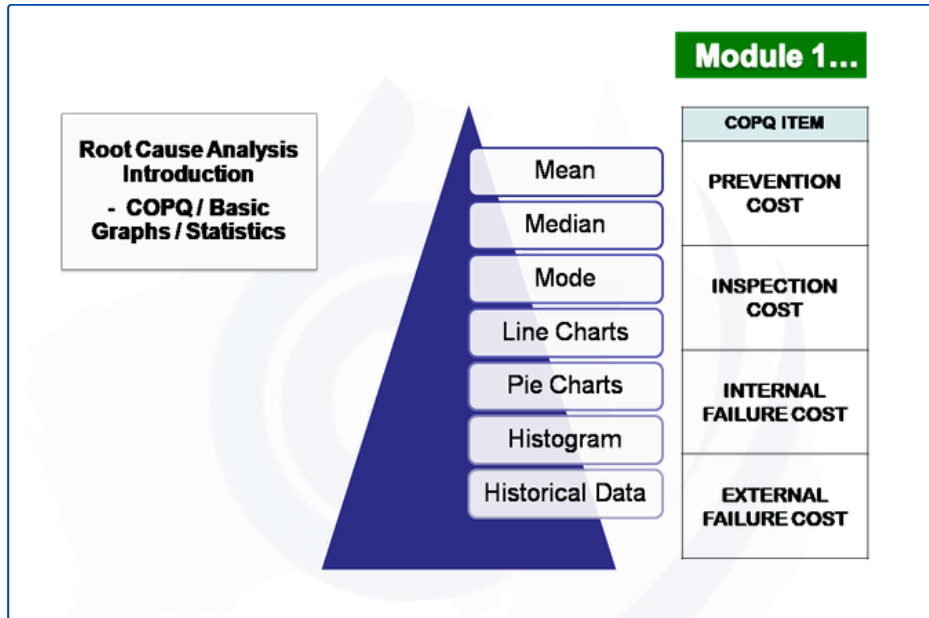 Module 1...
Root Cause Analysis
Introduction
- COPQ / Basic
Graphs / Statistics
Mean
Median
Mode
Line Charts
Pie Charts
Histogram
Historical Data
COPQ ITEM
PREVENTION
COST
INSPECTION
COST
INTERNAL
FAILURE COST
EXTERNAL
FAILURE COST